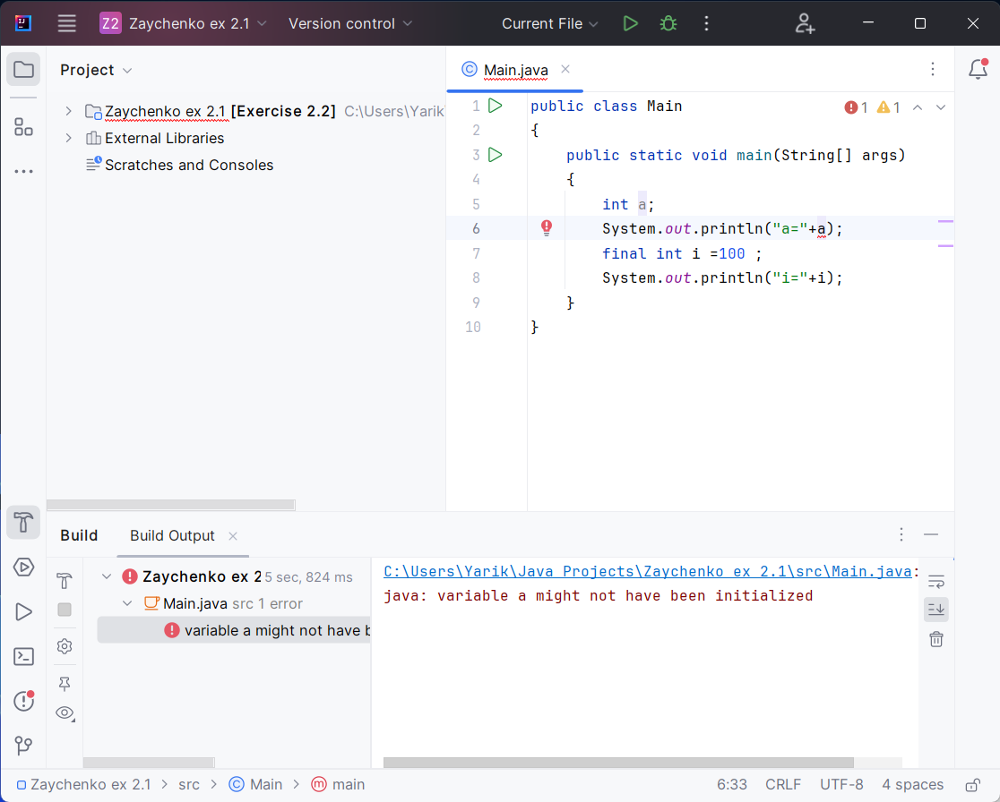 Z2 Zaychenko ex 2.1 Version control Current File
Project
Main.java
Zaychenko ex 2.1 [Exercise 2.2] C:\Users\Yarik
External Libraries
Scratches and Consoles
1 1
1 public class Main
2 {
3 public static void main(String[] args)
4 {
5 int a;
6 System.out.println("a="+a);
7 final int i =100 ;
8 System.out.println("i="+i);
9 }
10 }
Build Build Output
Zaychenko ex 2 5 sec, 824 ms
Main.java src 1 error
variable a might not have b
C:\Users\Yarik\Java Projects\Zaychenko ex 2.1\src\Main.java:
java: variable a might not have been initialized
Zaychenko ex 2.1 > src > Main > main 6:33 CRLF UTF-8 4 spaces